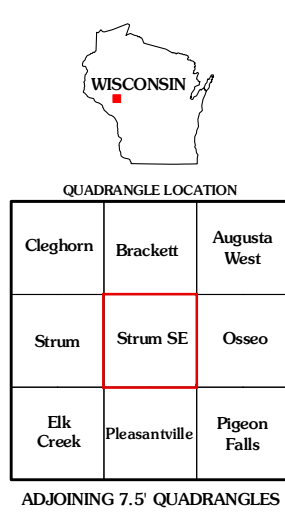 WISCONSIN
QUADRANGLE LOCATION
Cleghorn
Brackett
Augusta
West
Strum
Strum SE
Osseo
Elk
Creek
Pleasantville
Pigeon
Falls
ADJOINING 7.5' QUADRANGLES